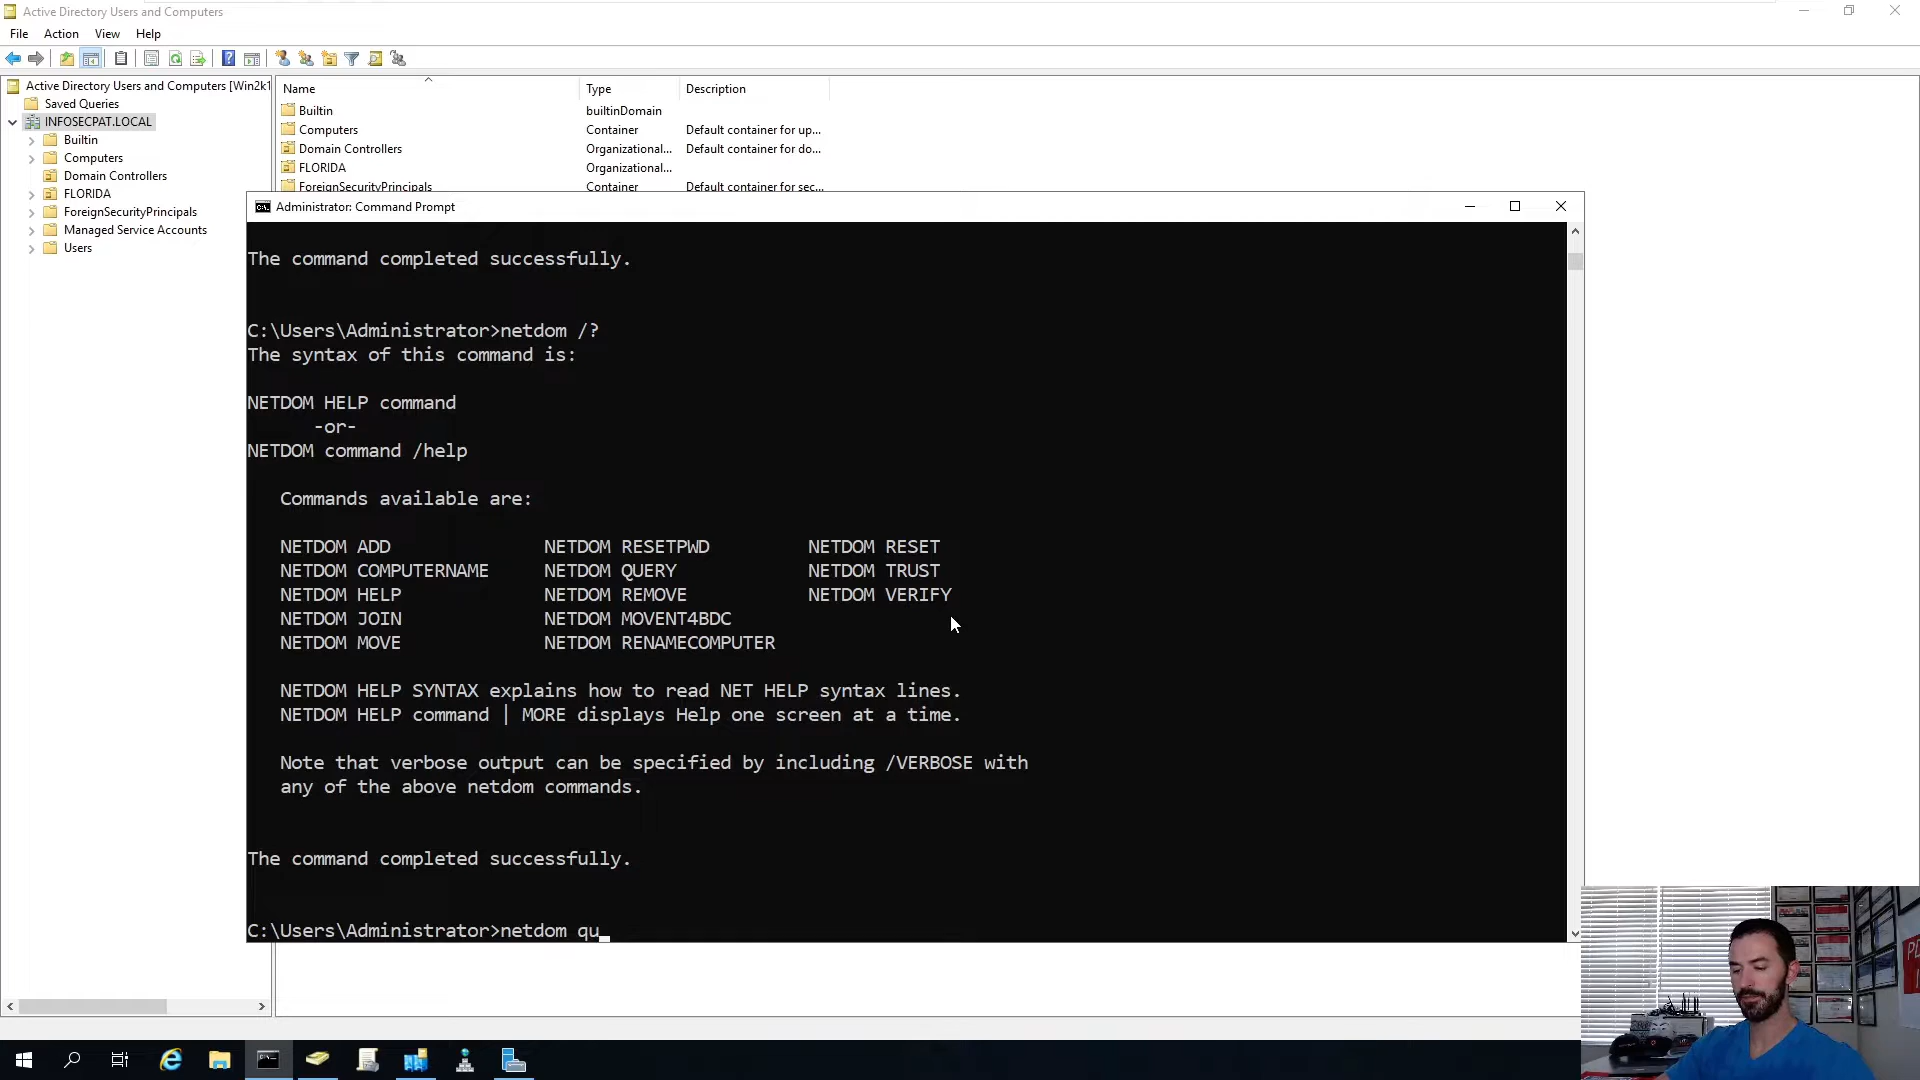 Active Directory Users and Computers
File Action View Help
Active Directory Users and Computers [Win2k1
Saved Queries
INFOSECPAT.LOCAL
Builtin
Computers
Domain Controllers
FLORIDA
ForeignSecurityPrincipals
Managed Service Accounts
Users
Name Type Description
Builtin builtinDomain
Computers Container Default container for up...
Domain Controllers Organizational... Default container for do...
FLORIDA Organizational...
ForeignSecurityPrincipals Container Default container for sec...
Administrator: Command Prompt
The command completed successfully.
C:\Users\Administrator>netdom /?
The syntax of this command is:
NETDOM HELP command
-or-
NETDOM command /help
Commands available are:
NETDOM ADD NETDOM RESETPWD NETDOM RESET
NETDOM COMPUTERNAME NETDOM QUERY NETDOM TRUST
NETDOM HELP NETDOM REMOVE NETDOM VERIFY
NETDOM JOIN NETDOM MOVENT4BDC
NETDOM MOVE NETDOM RENAMECOMPUTER
NETDOM HELP SYNTAX explains how to read NET HELP syntax lines.
NETDOM HELP command | MORE displays Help one screen at a time.
Note that verbose output can be specified by including /VERBOSE with
any of the above netdom commands.
The command completed successfully.
C:\Users\Administrator>netdom qu_